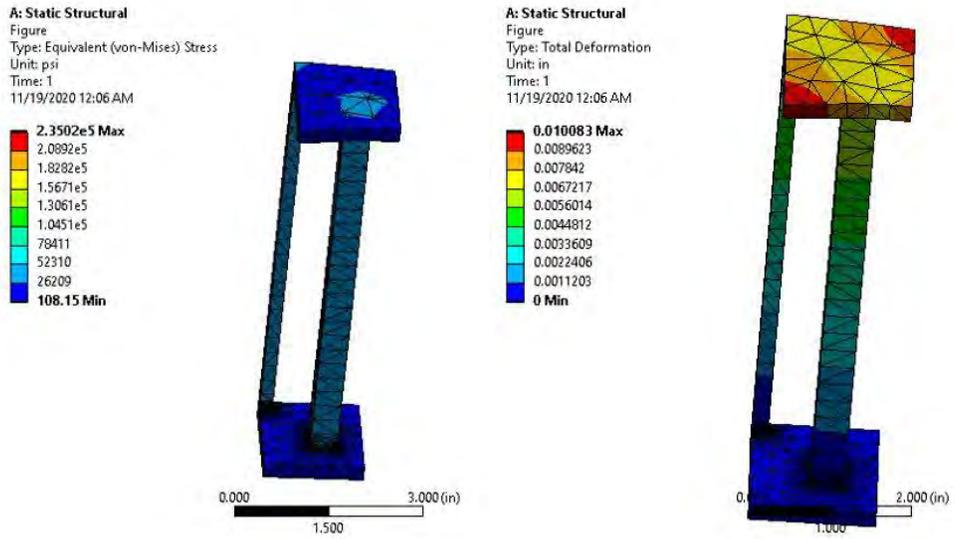 A: Static Structural
Figure
Type: Equivalent (von-Mises) Stress
Unit: psi
Time: 1
11/19/2020 12:06 AM
2.3502e5 Max
2.0892e5
1.8282e5
1.5671e5
1.3061e5
1.0451e5
78411
52310
26209
108.15 Min
0.000
3.000 (in)
1.500
A: Static Structural
Figure
Type: Total Deformation
Unit: in
Time: 1
11/19/2020 12:06 AM
0.010083 Max
0.0089623
0.007842
0.0067217
0.0056014
0.0044812
0.0033609
0.0022406
0.0011203
0 Min
2.000 (in)
1.000